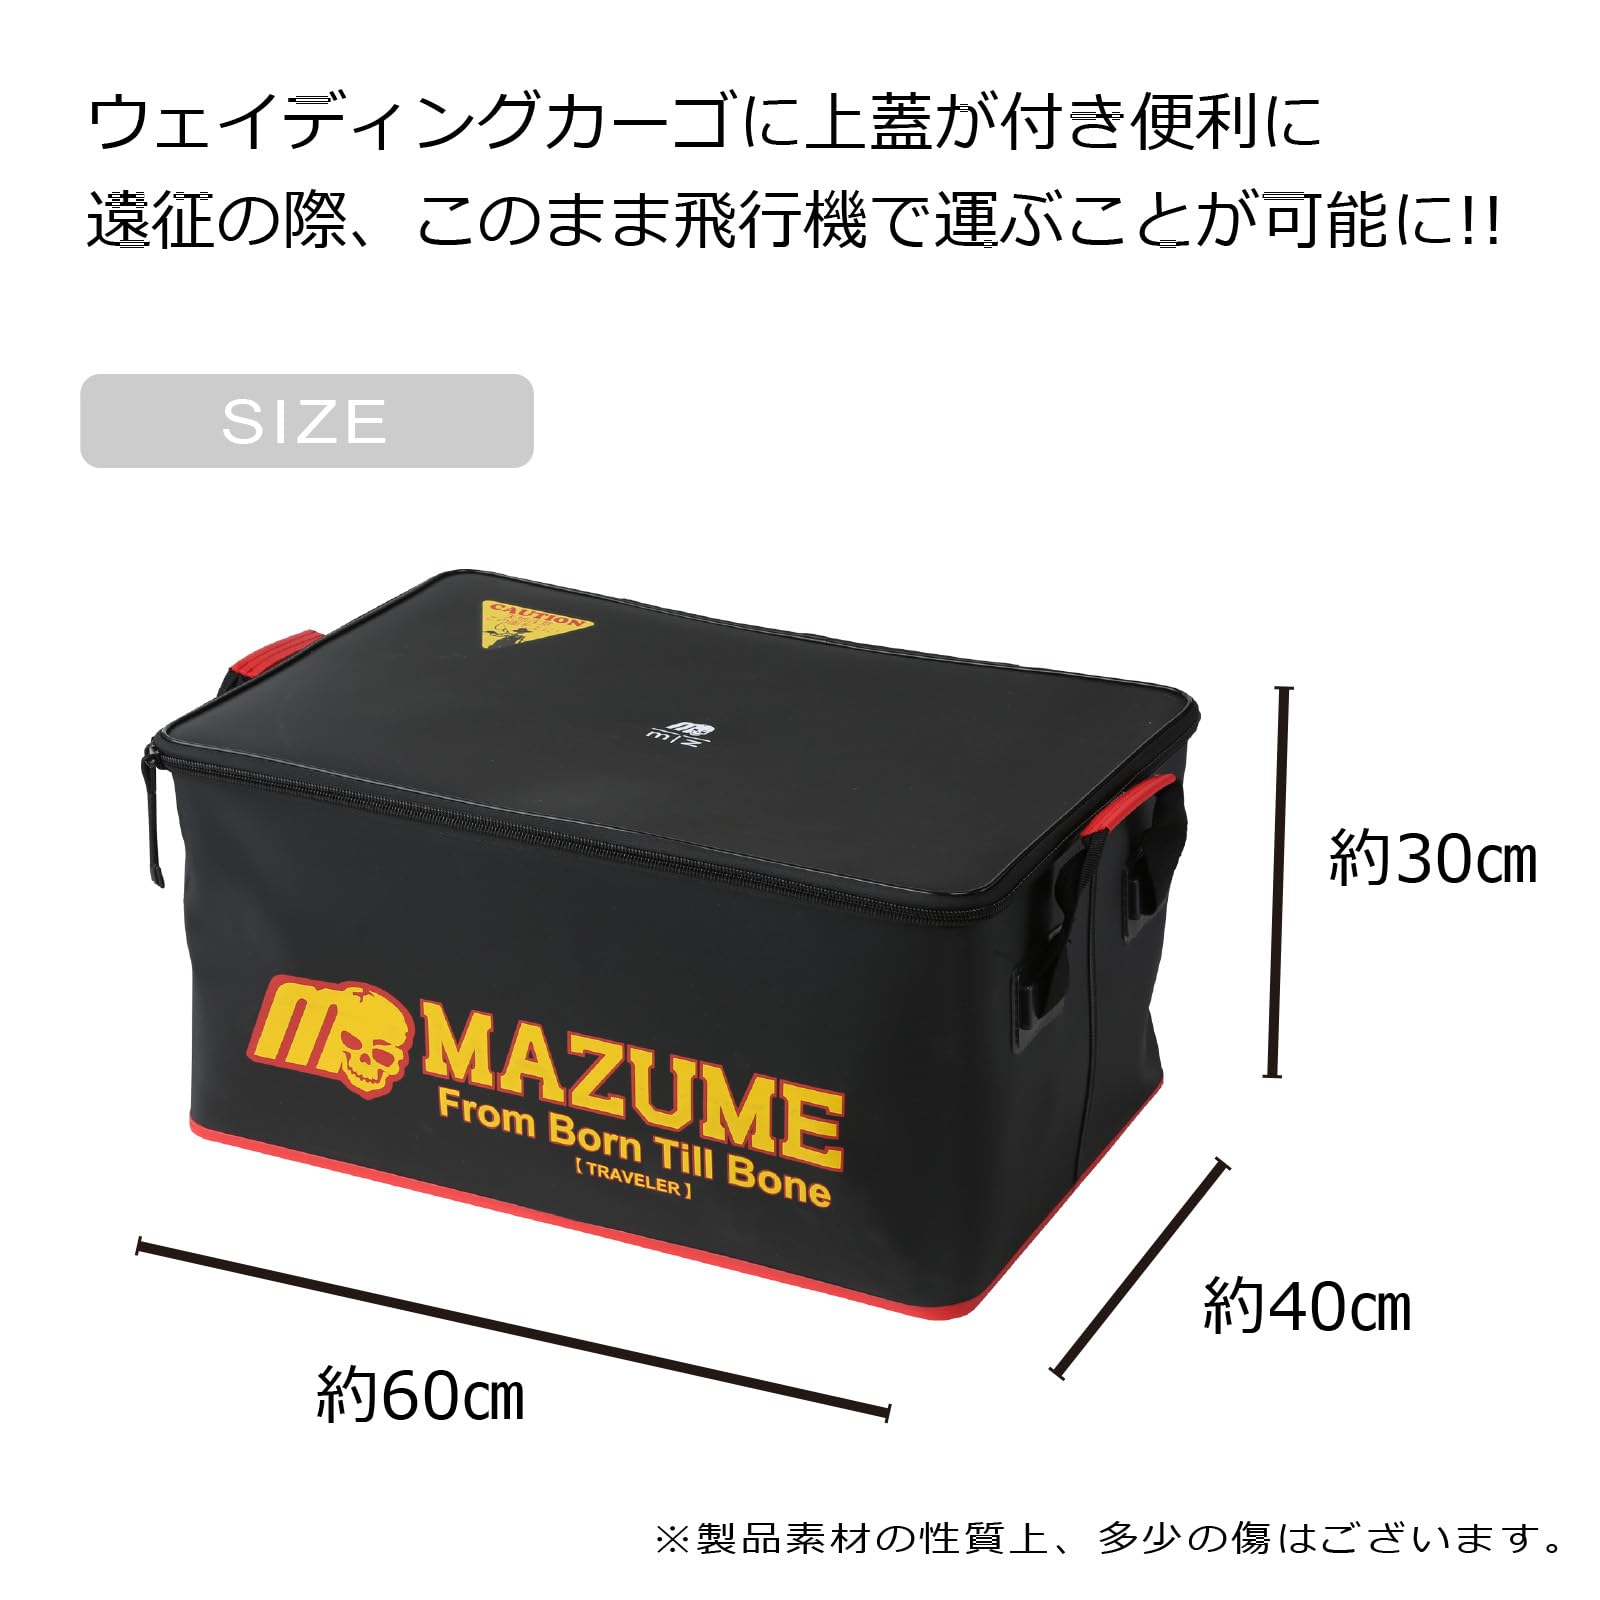 ウェイディングカーゴに上蓋が付き便利に
遠征の際、このまま飛行機で運ぶことが可能に!!
SIZE
CAUTION
m
m/z
約30㎝
MAZUME
From Born Till Bone
【TRAVELER】
約40㎝
約60㎝
※製品素材の性質上、多少の傷はございます。